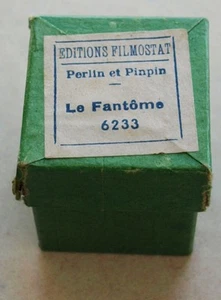 EDITIONS FILMOSTAT
Perlin et Pinpin
Le Fantôme
6233